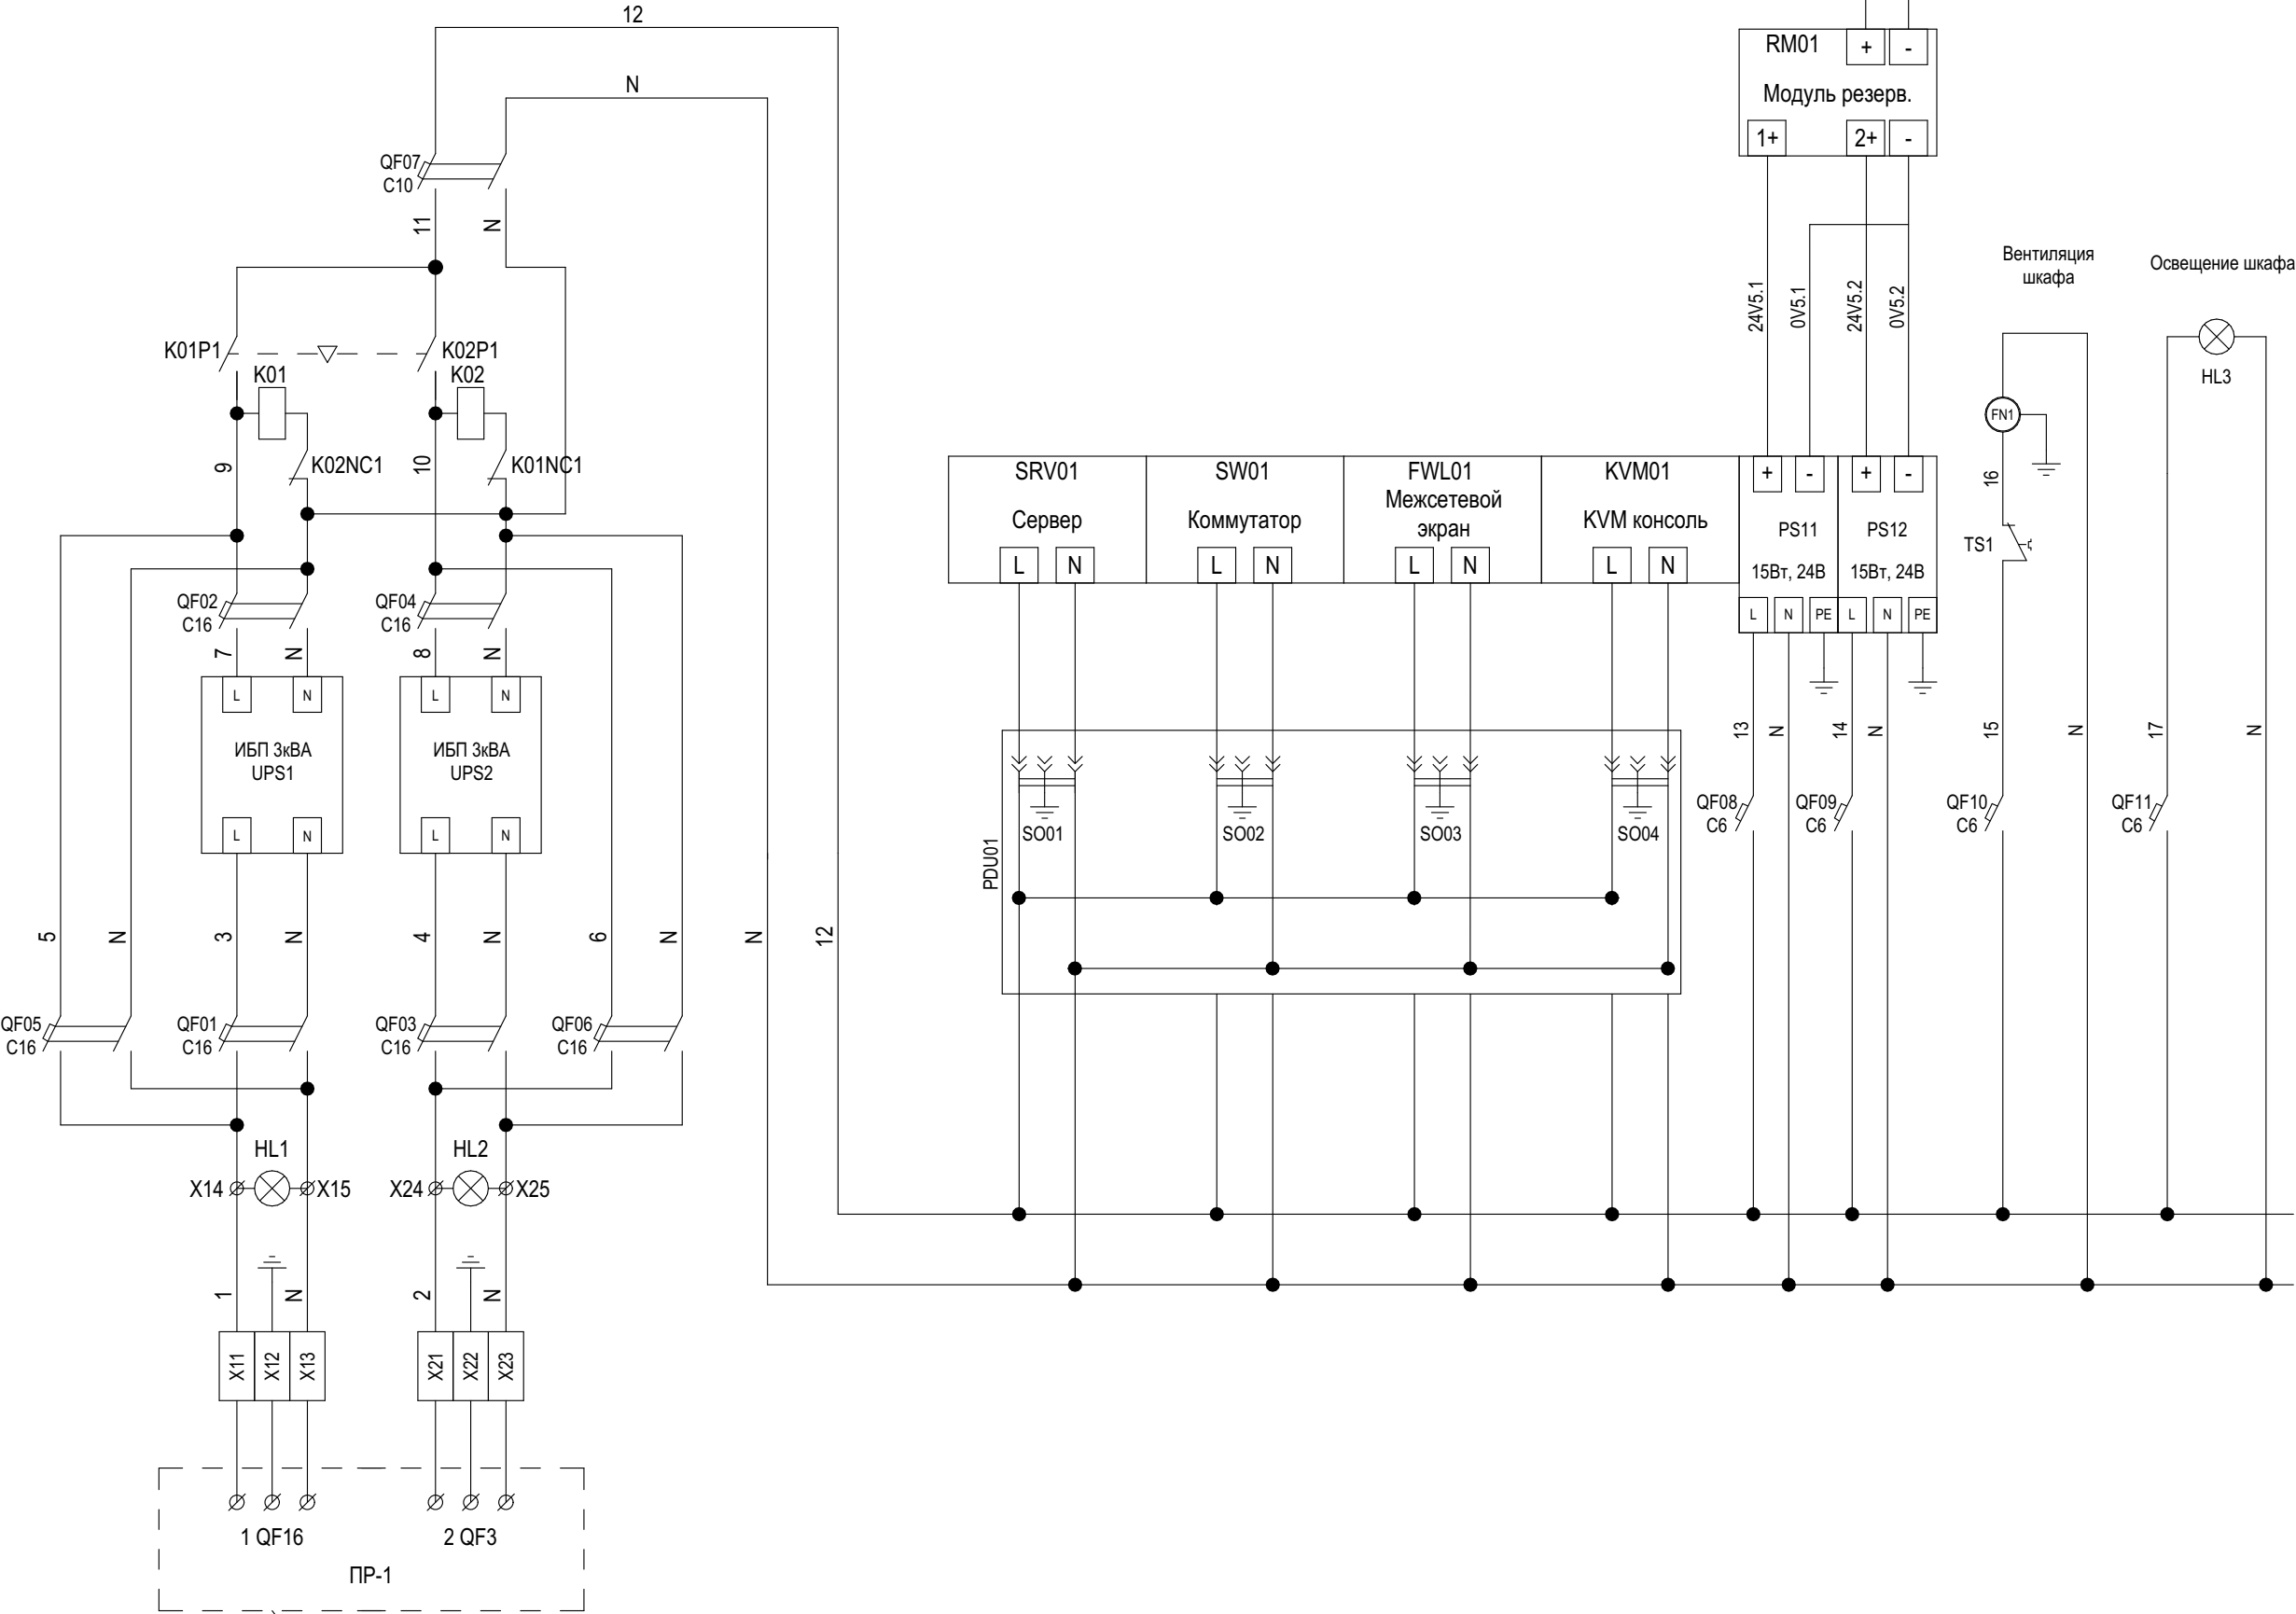 12
N
RM01
+
-
Модуль резерв.
1+
2+
-
QF07
C10
11
N
K01P1
K02P1
K01
K02
9
K02NC1
10
K01NC1
QF02
C16
QF04
C16
7
N
8
N
L
N
L
N
ИБП 3кВА
UPS1
ИБП 3кВА
UPS2
L
N
L
N
5
N
3
N
4
N
6
N
N
12
QF05
C16
QF01
C16
QF03
C16
QF06
C16
HL1
HL2
X14
X15
X24
X25
1
N
2
N
X11
X12
X13
X21
X22
X23
1 QF16
2 QF3
ПР-1
SRV01
Сервер
L
N
SW01
Коммутатор
L
N
FWL01
Межсетевой
экран
L
N
KVM01
KVM консоль
L
N
24V5.1
0V5.1
24V5.2
0V5.2
+
-
+
-
PS11
15Вт, 24В
PS12
15Вт, 24В
L
N
PE
L
N
PE
PDU01
SO01
SO02
SO03
SO04
13
N
14
N
QF08
C6
QF09
C6
Вентиляция
шкафа
FN1
16
TS1
15
N
QF10
C6
Освещение шкафа
HL3
17
N
QF11
C6